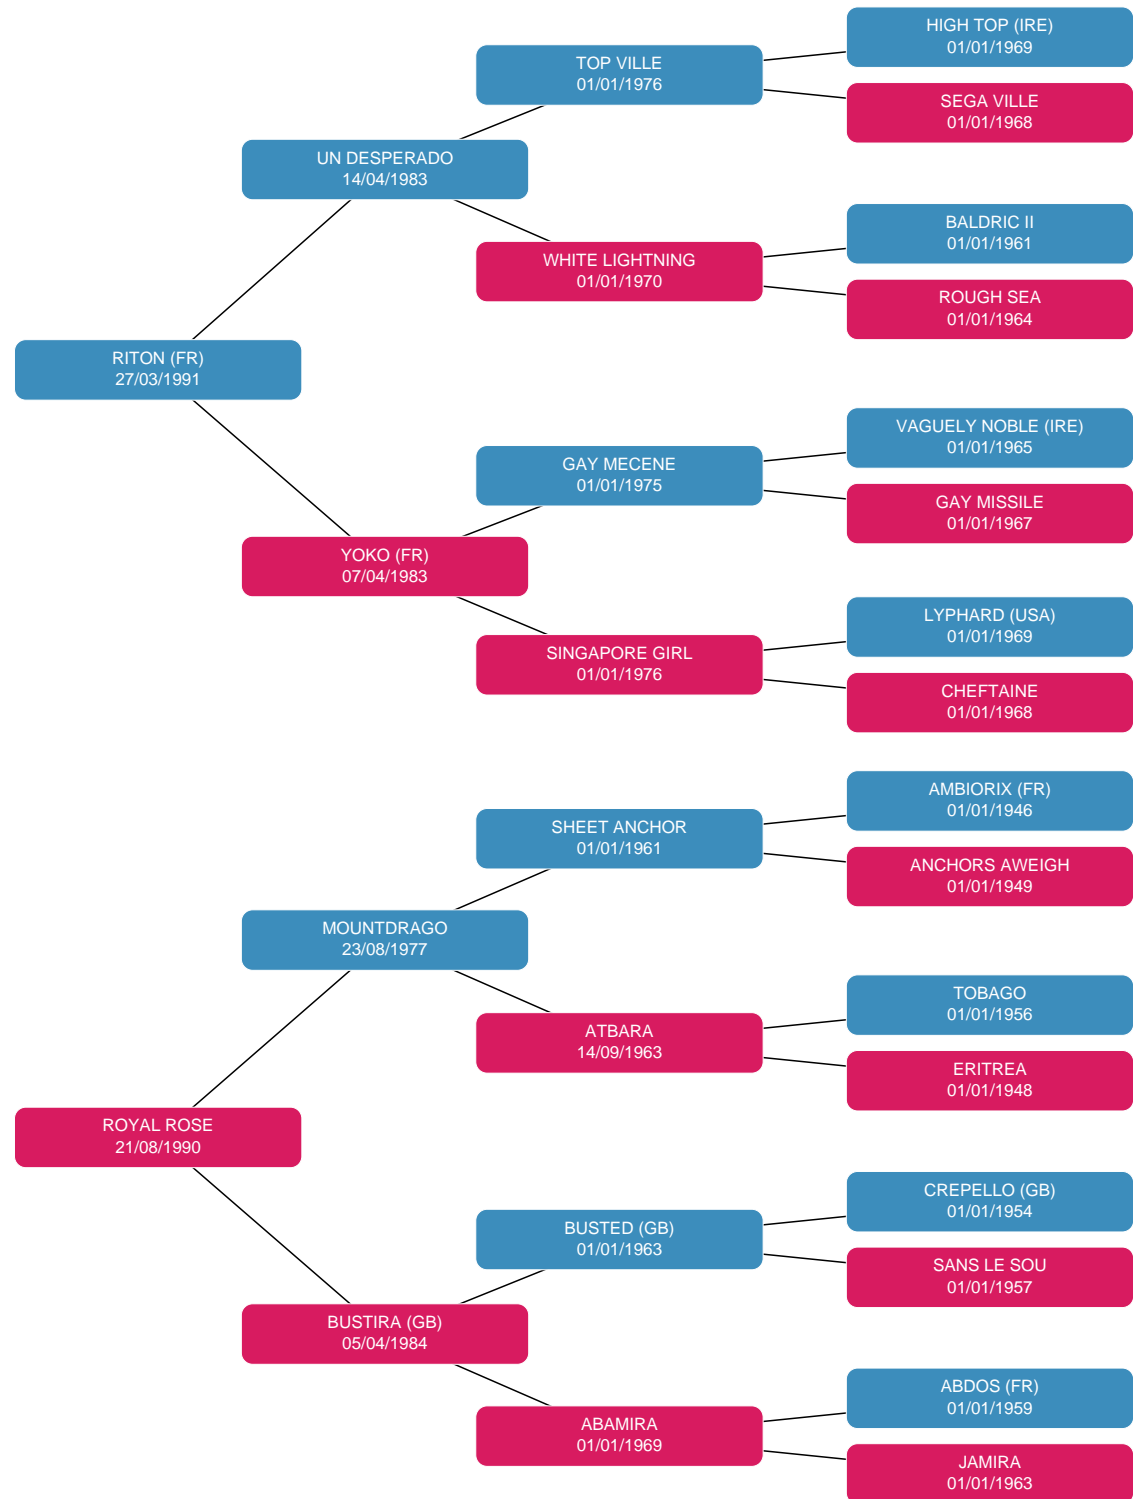 HIGH TOP (IRE)
01/01/1969
TOP VILLE
01/01/1976
SEGA VILLE
01/01/1968
UN DESPERADO
14/04/1983
BALDRIC II
01/01/1961
WHITE LIGHTNING
01/01/1970
ROUGH SEA
01/01/1964
RITON (FR)
27/03/1991
VAGUELY NOBLE (IRE)
01/01/1965
GAY MECENE
01/01/1975
GAY MISSILE
01/01/1967
YOKO (FR)
07/04/1983
LYPHARD (USA)
01/01/1969
SINGAPORE GIRL
01/01/1976
CHEFTAINE
01/01/1968
AMBIORIX (FR)
01/01/1946
SHEET ANCHOR
01/01/1961
ANCHORS AWEIGH
01/01/1949
MOUNTDRAGO
23/08/1977
TOBAGO
01/01/1956
ATBARA
14/09/1963
ERITREA
01/01/1948
ROYAL ROSE
21/08/1990
CREPELLO (GB)
01/01/1954
BUSTED (GB)
01/01/1963
SANS LE SOU
01/01/1957
BUSTIRA (GB)
05/04/1984
ABDOS (FR)
01/01/1959
ABAMIRA
01/01/1969
JAMIRA
01/01/1963